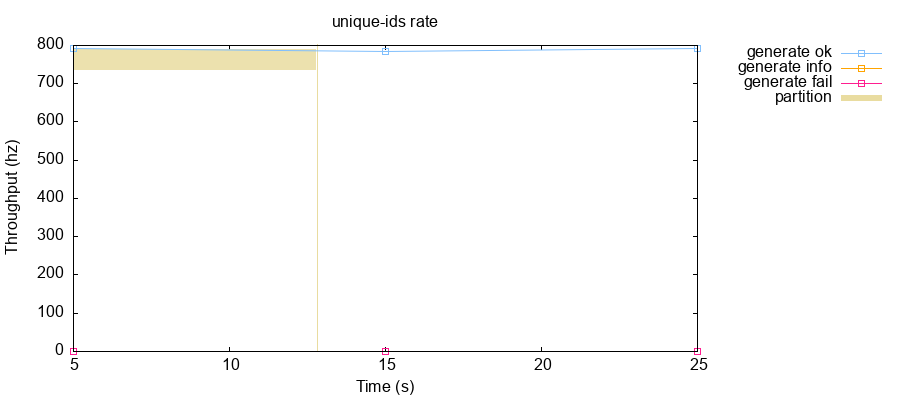 unique-ids rate
800
700
600
500
400
300
200
100
0
5
10
15
20
25
Throughput (hz)
Time (s)
generate ok
generate info
generate fail
partition